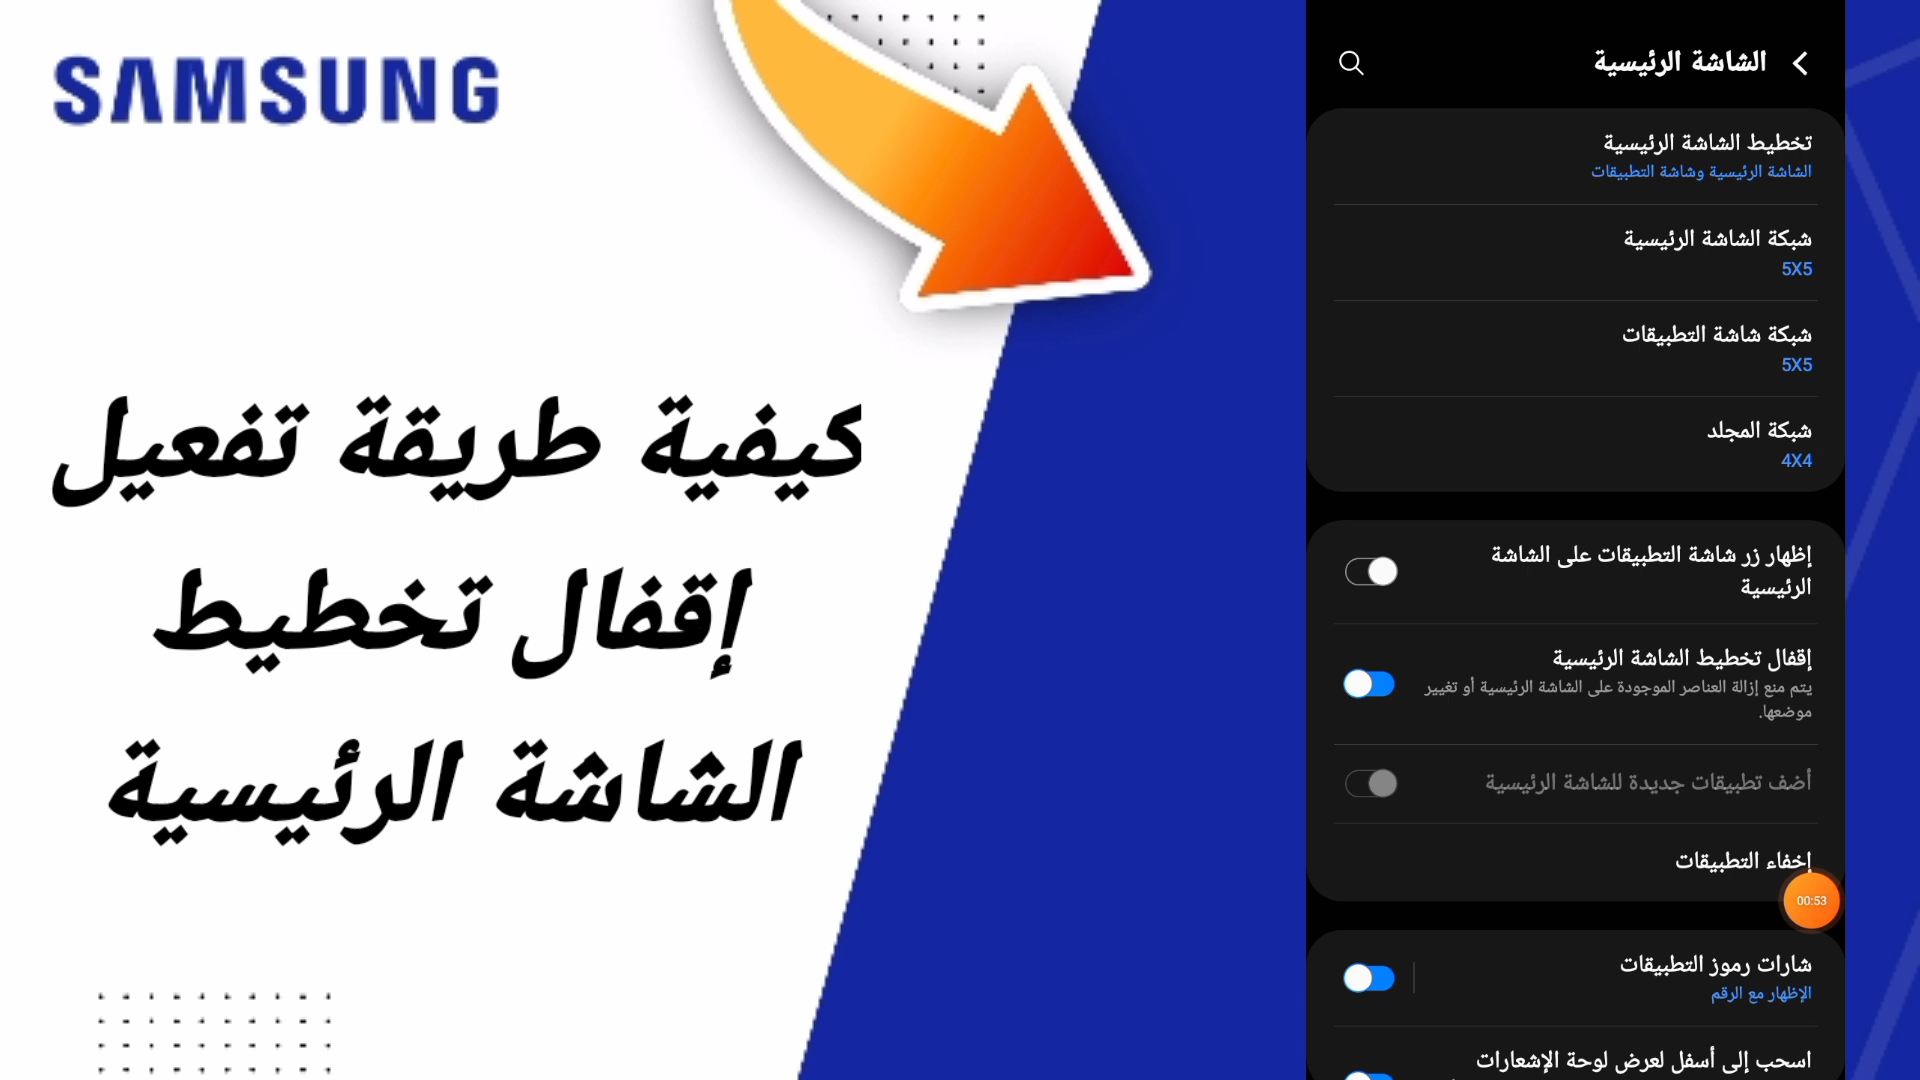 SAMSUNG
كيفية طريقة تفعيل
إقفال تخطيط
الشاشة الرئيسية
الشاشة الرئيسية
تخطيط الشاشة الرئيسية
الشاشة الرئيسية وشاشة التطبيقات
شبكة الشاشة الرئيسية
5X5
شبكة شاشة التطبيقات
5X5
شبكة المجلد
4X4
إظهار زر شاشة التطبيقات على الشاشة
الرئيسية
إقفال تخطيط الشاشة الرئيسية
يتم منع إزالة العناصر الموجودة على الشاشة الرئيسية أو تغيير
موضعها.
أضف تطبيقات جديدة للشاشة الرئيسية
إخفاء التطبيقات
00:53
شارات رموز التطبيقات
الإظهار مع الرقم
اسحب إلى أسفل لعرض لوحة الإشعارات